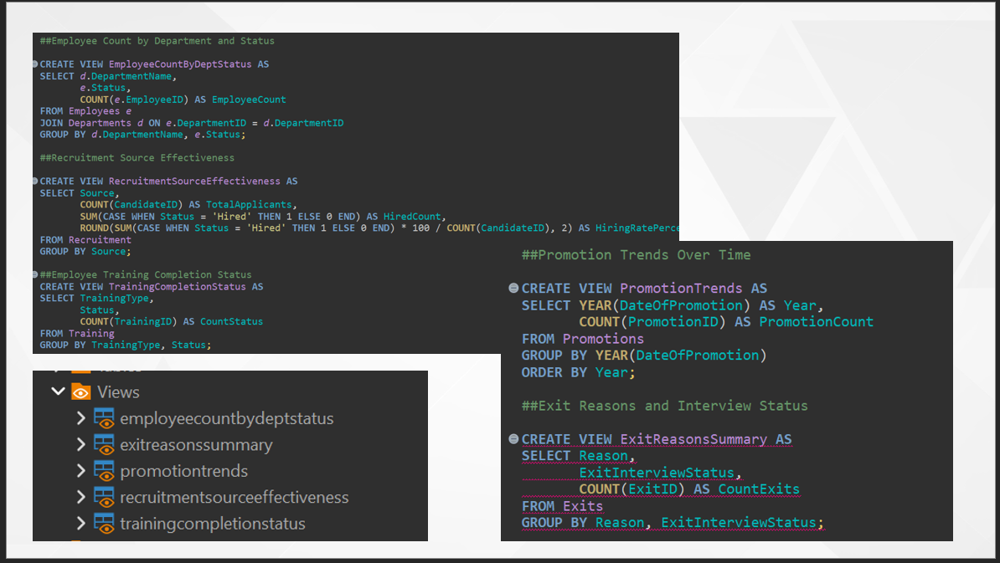 ##Employee Count by Department and Status
CREATE VIEW EmployeeCountByDeptStatus AS
SELECT d.DepartmentName,
e.Status,
COUNT(e.EmployeeID) AS EmployeeCount
FROM Employees e
JOIN Departments d ON e.DepartmentID = d.DepartmentID
GROUP BY d.DepartmentName, e.Status;
##Recruitment Source Effectiveness
CREATE VIEW RecruitmentSourceEffectiveness AS
SELECT Source,
COUNT(CandidateID) AS TotalApplicants,
SUM(CASE WHEN Status = 'Hired' THEN 1 ELSE 0 END) AS HiredCount,
ROUND(SUM(CASE WHEN Status = 'Hired' THEN 1 ELSE 0 END) * 100 / COUNT(CandidateID), 2) AS HiringRatePerce
FROM Recruitment
GROUP BY Source;
##Employee Training Completion Status
CREATE VIEW TrainingCompletionStatus AS
SELECT TrainingType,
Status,
COUNT(TrainingID) AS CountStatus
FROM Training
GROUP BY TrainingType, Status;
Views
employeecountbydeptstatus
exitreasonssummary
promotiontrends
recruitmentsourceeffectiveness
trainingcompletionstatus
##Promotion Trends Over Time
CREATE VIEW PromotionTrends AS
SELECT YEAR(DateOfPromotion) AS Year,
COUNT(PromotionID) AS PromotionCount
FROM Promotions
GROUP BY YEAR(DateOfPromotion)
ORDER BY Year;
##Exit Reasons and Interview Status
CREATE VIEW ExitReasonsSummary AS
SELECT Reason,
ExitInterviewStatus,
COUNT(ExitID) AS CountExits
FROM Exits
GROUP BY Reason, ExitInterviewStatus;